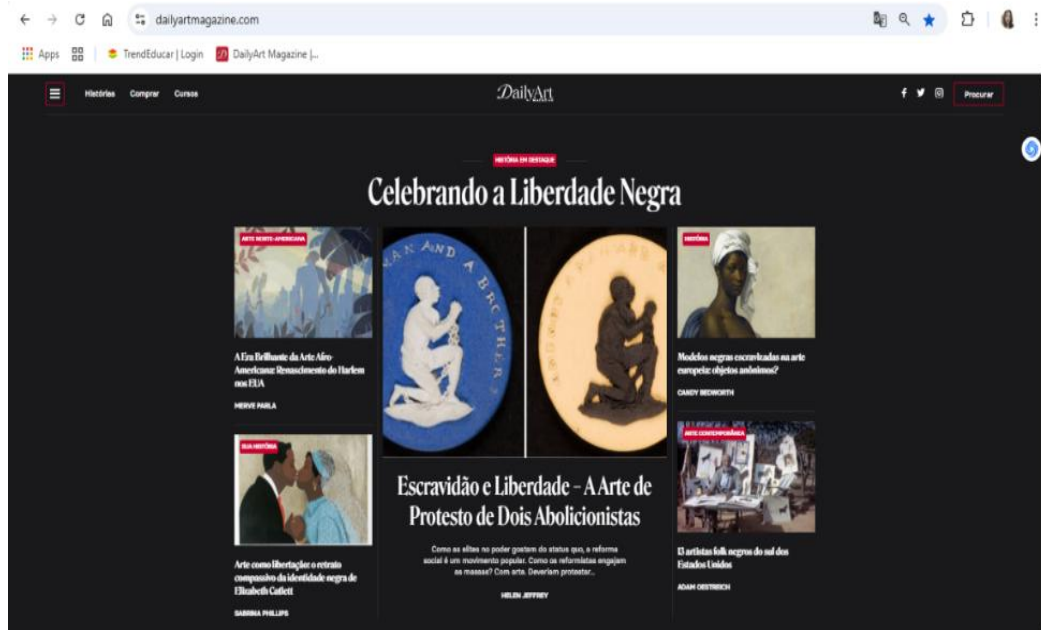 dailyartmagazine.com
Apps
TrendEducar | Login
DailyArt Magazine |...
Histórias
Comprar
Cursos
DailyArt
MAGAZINE
Procurar
HISTÓRIA EM DESTAQUE
Celebrando a Liberdade Negra
ARTE NORTE-AMERICANA
A Era Brilhante da Arte Afro-
Americana: Renascimento do Harlem
nos EUA
MERVE PARLA
SUA HISTÓRIA
Arte como libertação: o retrato
compassivo da identidade negra de
Elizabeth Catlett
SABRINA PHILLIPS
MAN AND A BROTHER
Escravidão e Liberdade – A Arte de
Protesto de Dois Abolicionistas
Como as elites no poder gostam do status quo, a reforma
social é um movimento popular. Como os reformistas engajam
as massas? Com arte. Deveriam protestar...
HELEN JEFFREY
HISTÓRIA
Modelos negras escravizadas na arte
europeia: objetos anônimos?
CANDY BEDWORTH
ARTE CONTEMPORÂNEA
13 artistas folk negros do sul dos
Estados Unidos
ADAM OESTREICH